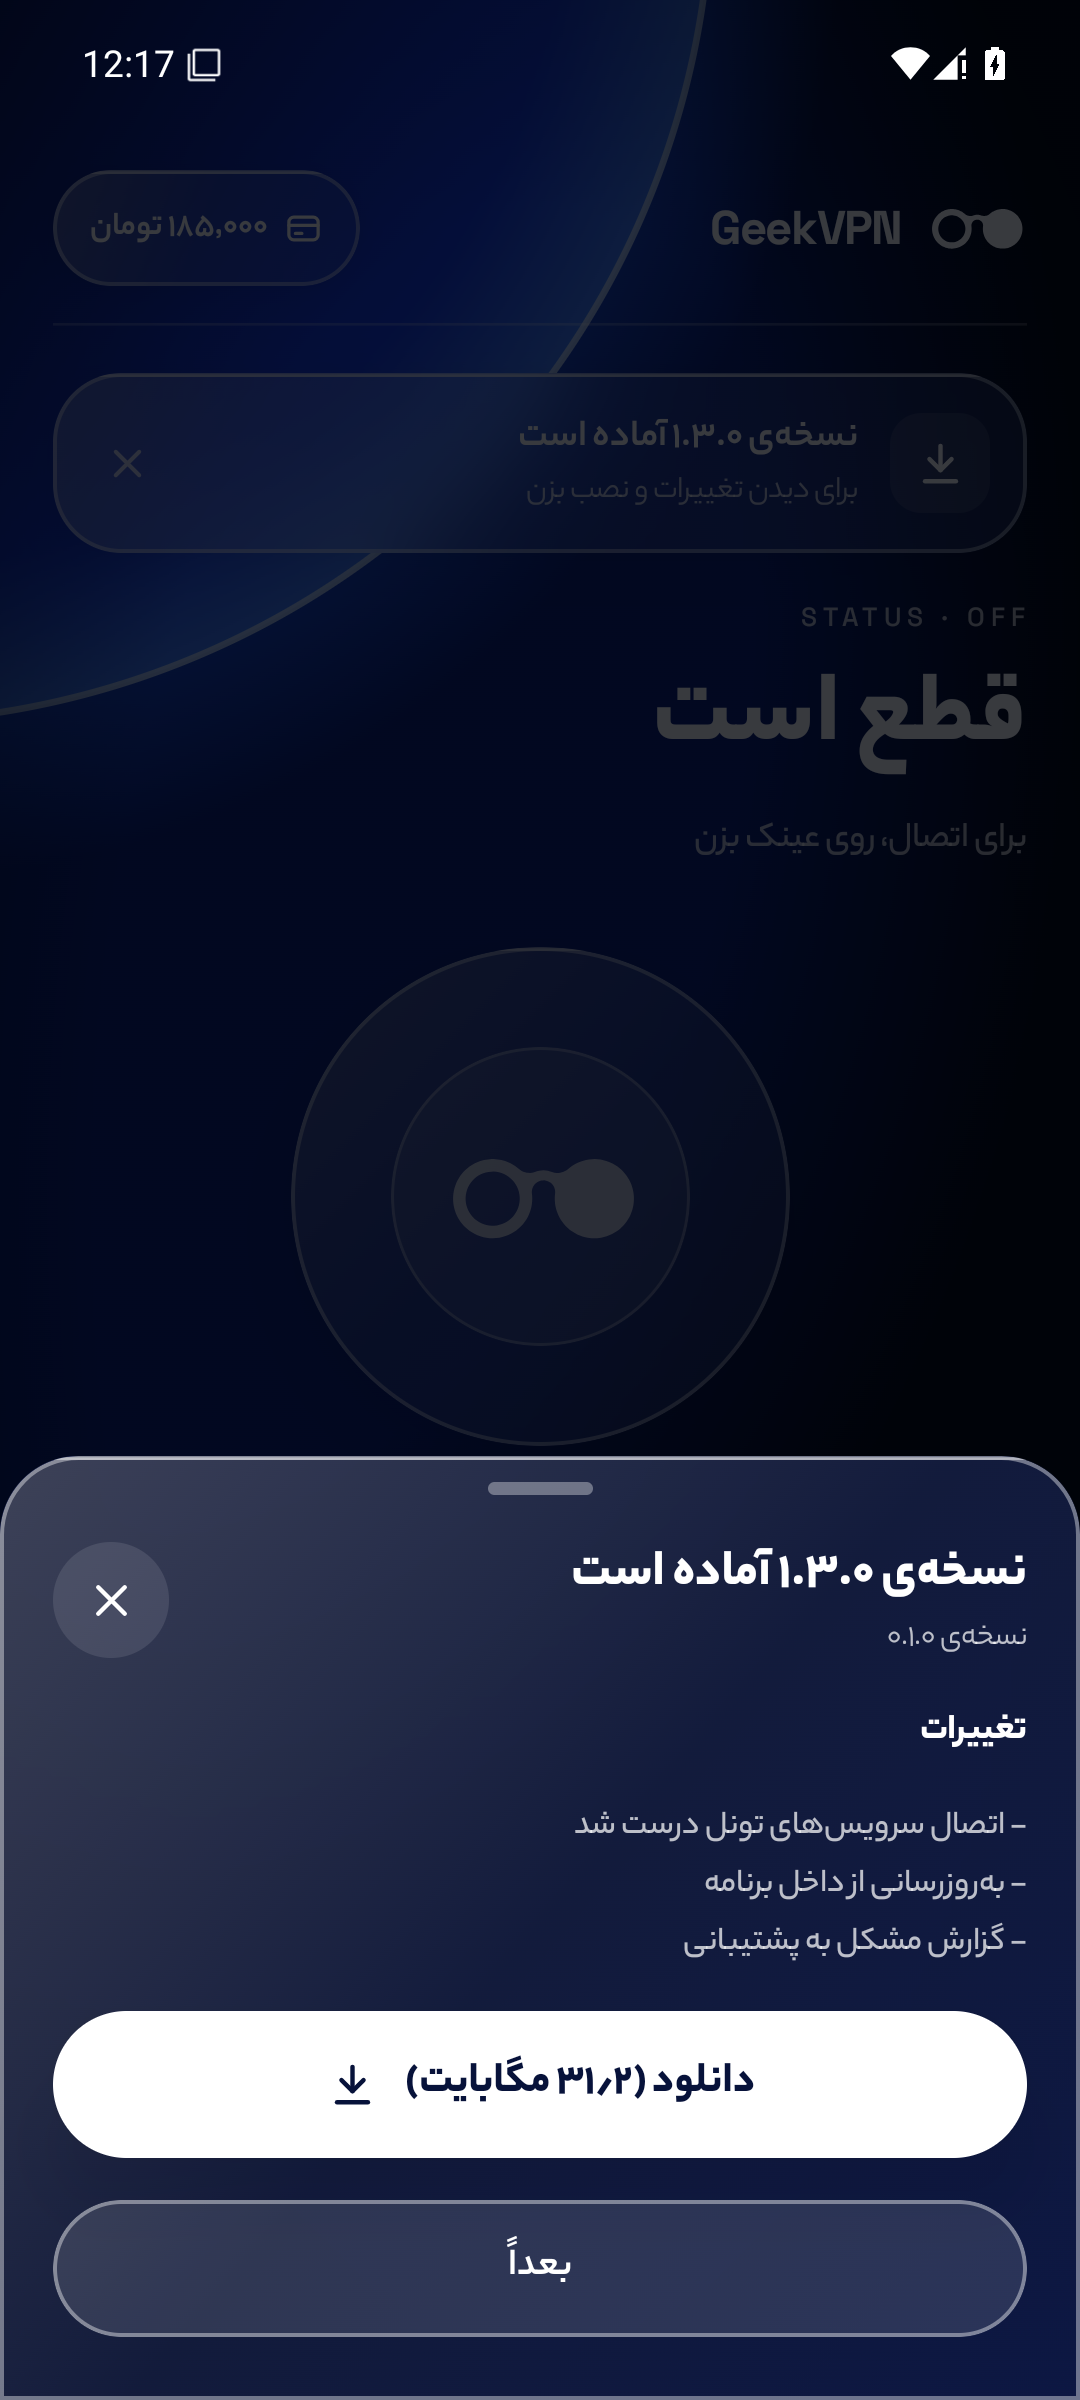 12:17
GeekVPN
۱۸۵,۰۰۰ تومان
نسخه‌ی ۱.۳.۰ آماده است
برای دیدن تغییرات و نصب بزن
STATUS · OFF
قطع است
برای اتصال، روی عینک بزن
نسخه‌ی ۱.۳.۰ آماده است
نسخه‌ی ۰.۱.۰
تغییرات
- اتصال سرویس‌های تونل درست شد
- به‌روزرسانی از داخل برنامه
- گزارش مشکل به پشتیبانی
دانلود (۳۱٫۲ مگابایت)
بعداً